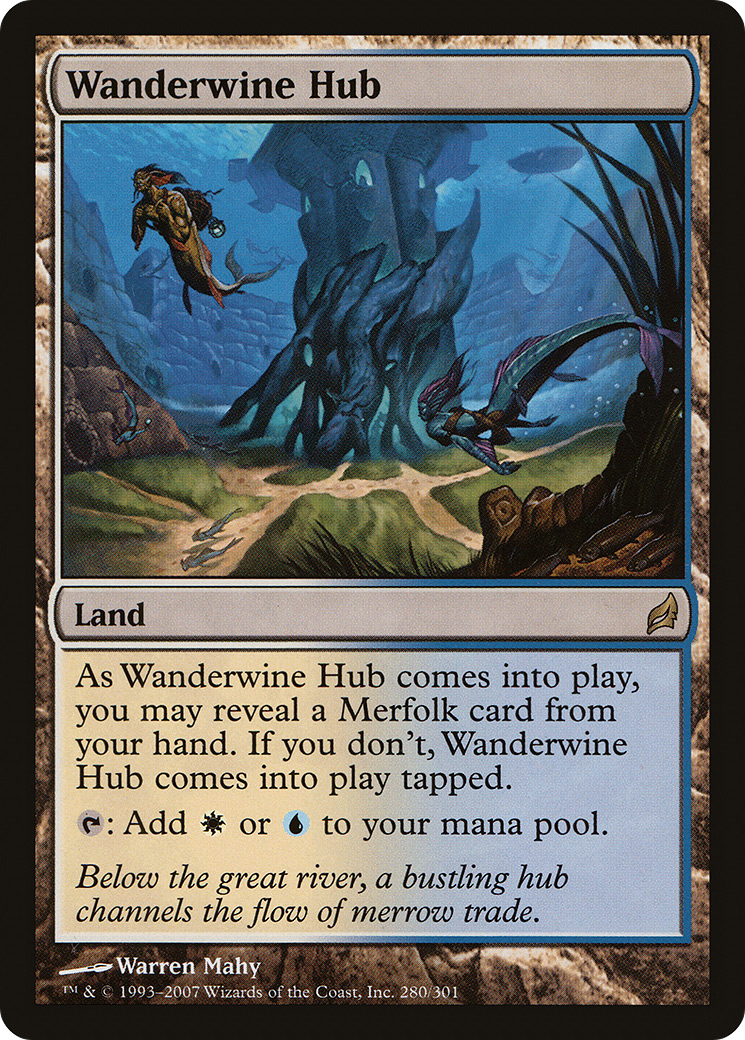 Wanderwine Hub
Land
As Wanderwine Hub comes into play,
you may reveal a Merfolk card from
your hand. If you don't, Wanderwine
Hub comes into play tapped.
: Add or to your mana pool.
Below the great river, a bustling hub
channels the flow of merrow trade.
Warren Mahy
™ & © 1993–2007 Wizards of the Coast, Inc. 280/301